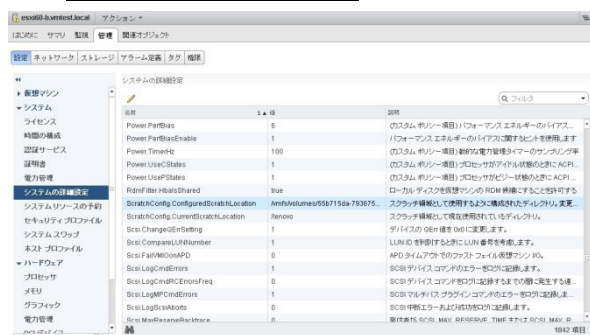 esxi60-b.vmtest.local アクション
はじめに サマリ 監視 管理 関連オブジェクト
設定 ネットワーク ストレージ アラーム定義 タグ 権限
仮想マシン
システム
ライセンス
時間の構成
認証サービス
証明書
電力管理
システムの詳細設定
システムリソースの予約
セキュリティ プロファイル
システム スワップ
ホスト プロファイル
ハードウェア
プロセッサ
メモリ
グラフィック
電力管理
PCI デバイス
システムの詳細設定
フィルタ
名前 1 値 説明
Power.PerfBias 6 (カスタム ポリシー項目) パフォーマンス エネルギーのバイアス...
Power.PerfBiasEnable 1 パフォーマンス エネルギーのバイアスに関するヒントを使用します
Power.TimerHz 100 (カスタム ポリシー項目) 動的な電力管理タイマーのサンプリング率
Power.UseCStates 1 (カスタム ポリシー項目) プロセッサがアイドル状態のときに ACPI...
Power.UsePStates 1 (カスタム ポリシー項目) プロセッサがビジー状態のときに ACPI...
RdmFilter.HbaIsShared true ローカル ディスクを仮想マシンの RDM 候補にすることを許可する
ScratchConfig.ConfiguredScratchLocation /vmfs/volumes/55b715da-793675... スクラッチ領域として使用するように構成されたディレクトリ。変更...
ScratchConfig.CurrentScratchLocation /lenovo スクラッチ領域として現在使用されているディレクトリ。
Scsi.ChangeQErrSetting 1 デバイスの QErr 値を 0x0 に変更します。
Scsi.CompareLUNNumber 1 LUN ID を判別するときに LUN 番号を考慮します。
Scsi.FailVMIOonAPD 0 APD タイムアウトでのファスト フェイル仮想マシン I/O。
Scsi.LogCmdErrors 1 SCSI デバイス コマンドのエラーをログに記録します。
Scsi.LogCmdRCErrorsFreq 0 SCSI デバイス コマンドをログに記録するまでの間に発生する連...
Scsi.LogMPCmdErrors 1 SCSI マルチパス プラグイン コマンドのエラーをログに記録しま...
Scsi.LogScsiAborts 0 SCSI 中断エラーおよび成功をログに記録します。
1042 項目